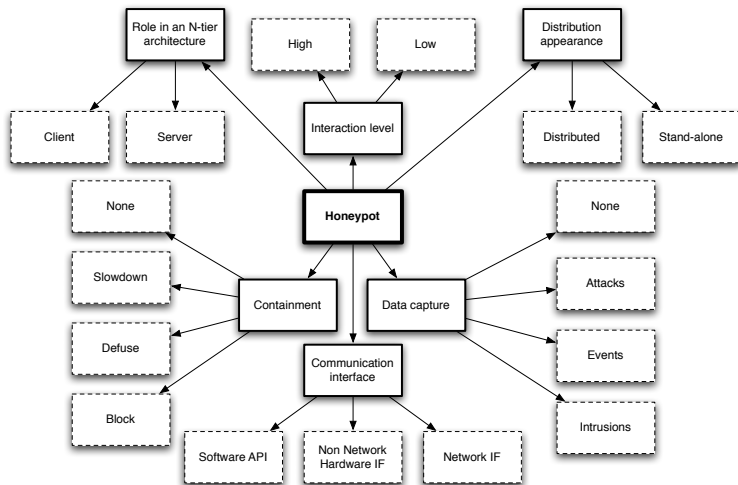 Role in an N-tier
architecture
High
Low
Distribution
appearance
Client
Server
Interaction level
Distributed
Stand-alone
None
Honeypot
None
Slowdown
Containment
Data capture
Attacks
Defuse
Communication
interface
Events
Block
Software API
Non Network
Hardware IF
Network IF
Intrusions